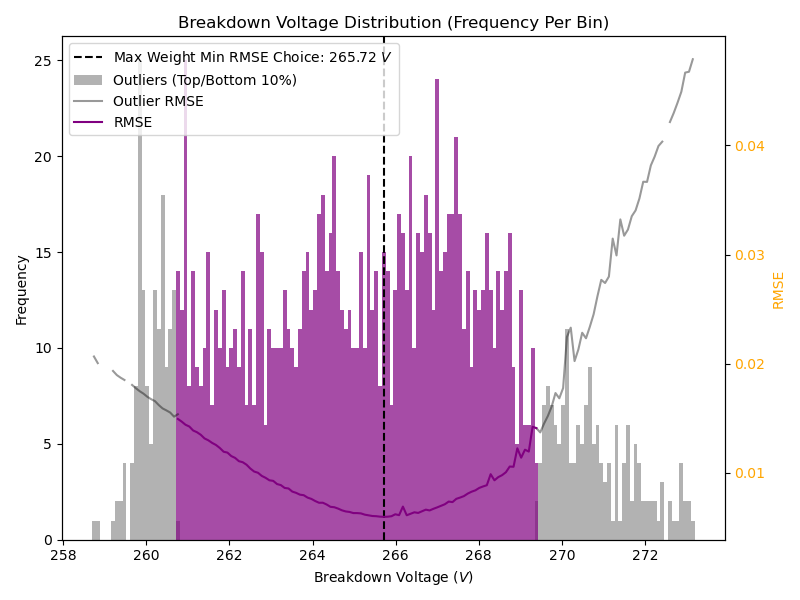 Breakdown Voltage Distribution (Frequency Per Bin)
Max Weight Min RMSE Choice: 265.72 V
Outliers (Top/Bottom 10%)
Outlier RMSE
RMSE
Frequency
0
5
10
15
20
25
258
260
262
264
266
268
270
272
Breakdown Voltage (V)
0.04
0.03
0.02
0.01
RMSE